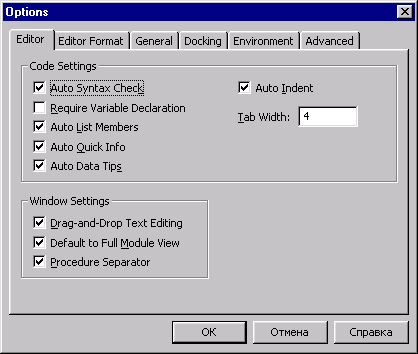 Options
Editor Editor Format General Docking Environment Advanced
Code Settings
Auto Syntax Check Auto Indent
Require Variable Declaration
Auto List Members Tab Width: 4
Auto Quick Info
Auto Data Tips
Window Settings
Drag-and-Drop Text Editing
Default to Full Module View
Procedure Separator
OK Отмена Справка